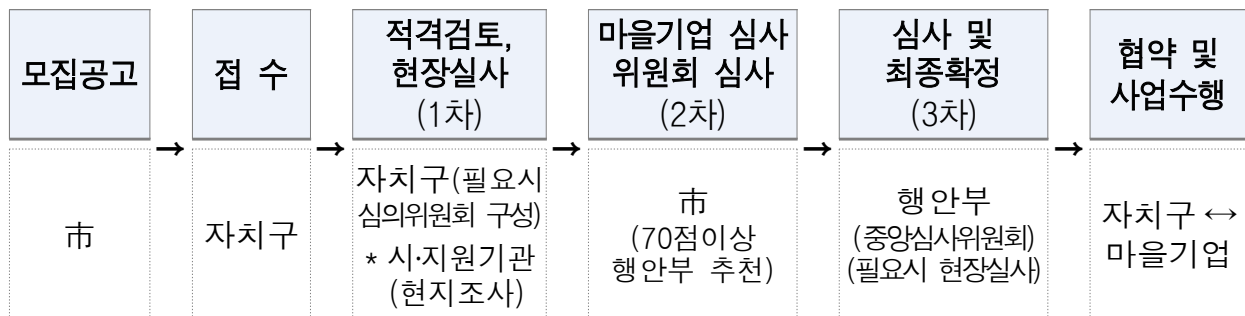 모집공고
→
市
접 수
→
자치구
적격검토,
현장실사
(1차)
→
자치구(필요시
심의위원회 구성)
* 시·지원기관
(현지조사)
마을기업 심사
위원회 심사
(2차)
→
市
(70점이상
행안부 추천)
심사 및
최종확정
(3차)
→
행안부
(중앙심사위원회)
(필요시 현장실사)
협약 및
사업수행
자치구 ↔
마을기업